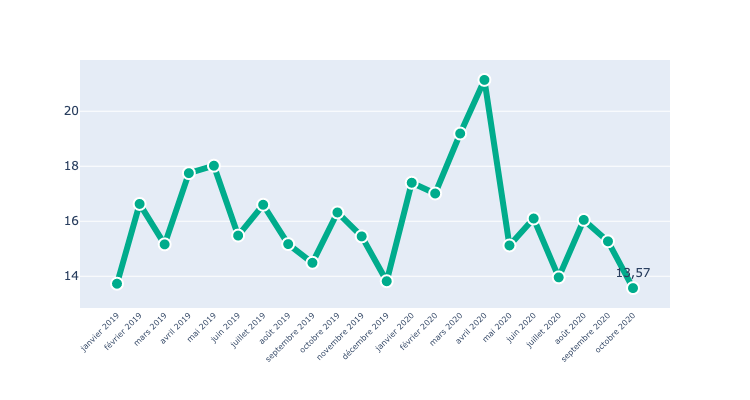 20
18
16
14
13,57
janvier 2019
février 2019
mars 2019
avril 2019
mai 2019
juin 2019
juillet 2019
août 2019
septembre 2019
octobre 2019
novembre 2019
décembre 2019
janvier 2020
février 2020
mars 2020
avril 2020
mai 2020
juin 2020
juillet 2020
août 2020
septembre 2020
octobre 2020